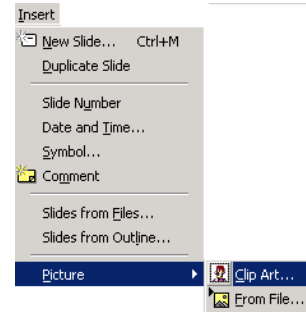 Insert
New Slide... Ctrl+M
Duplicate Slide
Slide Number
Date and Time...
Symbol...
Comment
Slides from Files...
Slides from Outline...
Picture
Clip Art...
From File...